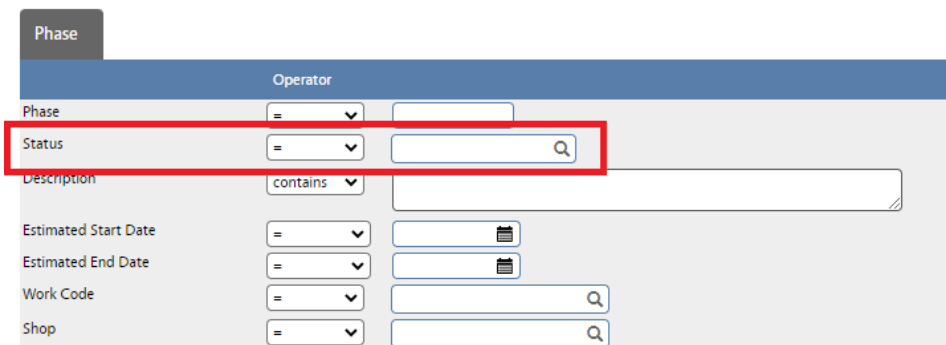 Phase
Operator
Phase =
Status =
Description contains
Estimated Start Date =
Estimated End Date =
Work Code =
Shop =